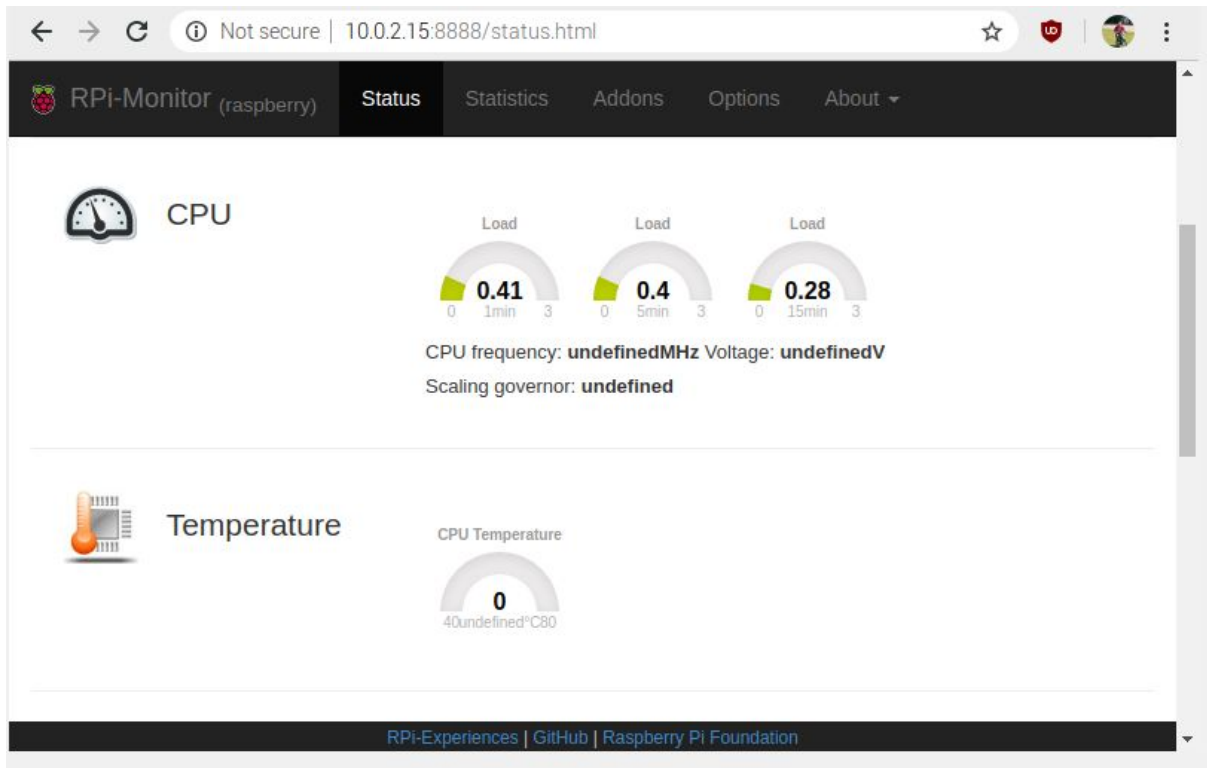 Not secure | 10.0.2.15:8888/status.html
RPi-Monitor (raspberry) Status Statistics Addons Options About
CPU
Load Load Load
0.41 0.4 0.28
0 1min 3 0 5min 3 0 15min 3
CPU frequency: undefinedMHz Voltage: undefinedV
Scaling governor: undefined
Temperature
CPU Temperature
0
40undefined°C80
RPi-Experiences | GitHub | Raspberry Pi Foundation